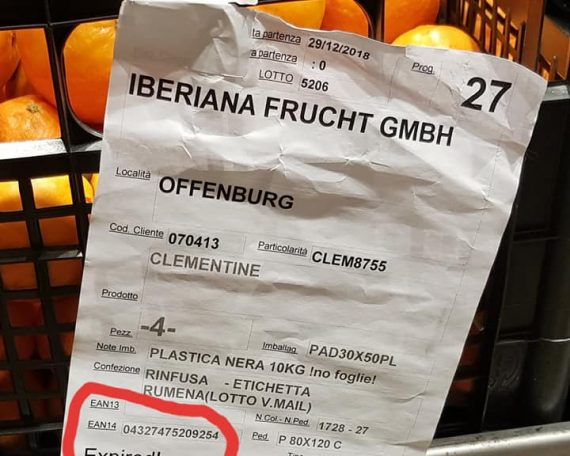 ta partenza 29/12/2018
a partenza : 0
LOTTO 5206
Prog. 27
IBERIANA FRUCHT GMBH
Località OFFENBURG
Cod. Cliente 070413 Particolarità CLEM8755
CLEMENTINE
Prodotto
Pezz. -4- Imballag PAD30X50PL
Note Imb. PLASTICA NERA 10KG !no foglie!
Confezione RINFUSA - ETICHETTA
RUMENA(LOTTO V.MAIL)
EAN13 N.Col.- N.Ped. 1728 - 27
EAN14 04327475209254 Ped. P 80X120 C